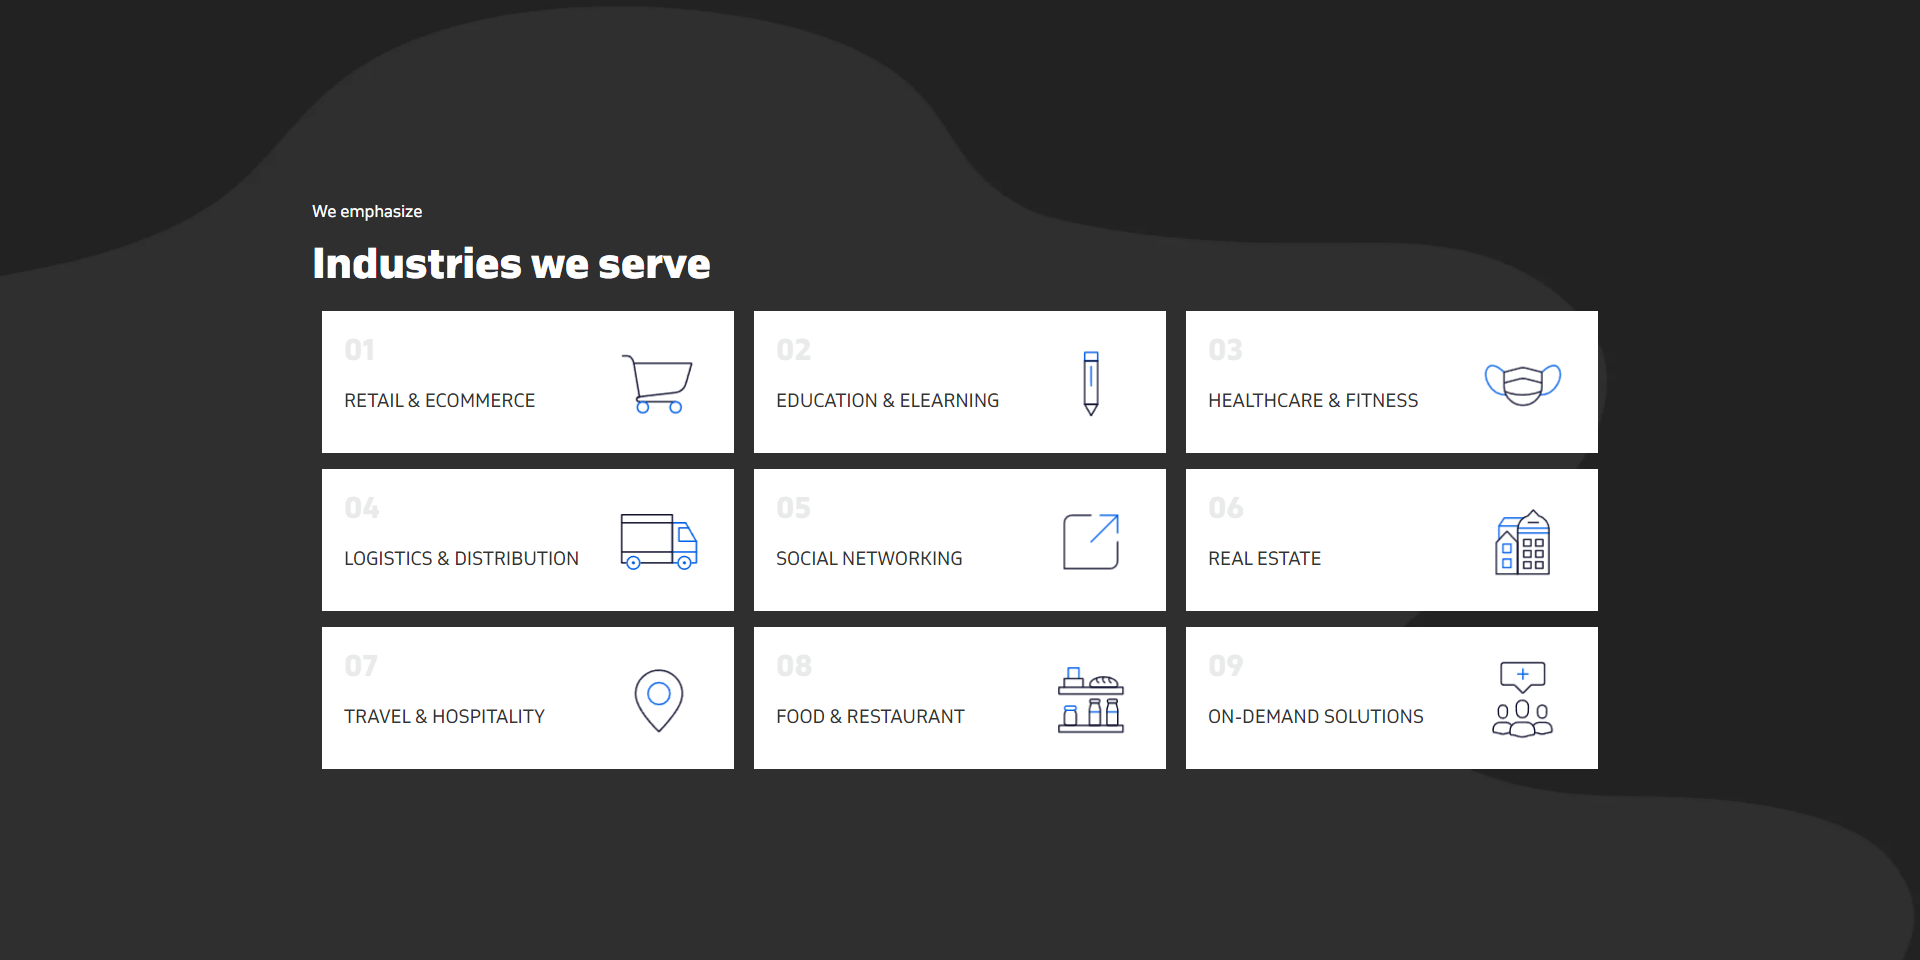 We emphasize
Industries we serve
01
RETAIL & ECOMMERCE
02
EDUCATION & ELEARNING
03
HEALTHCARE & FITNESS
04
LOGISTICS & DISTRIBUTION
05
SOCIAL NETWORKING
06
REAL ESTATE
07
TRAVEL & HOSPITALITY
08
FOOD & RESTAURANT
09
ON-DEMAND SOLUTIONS